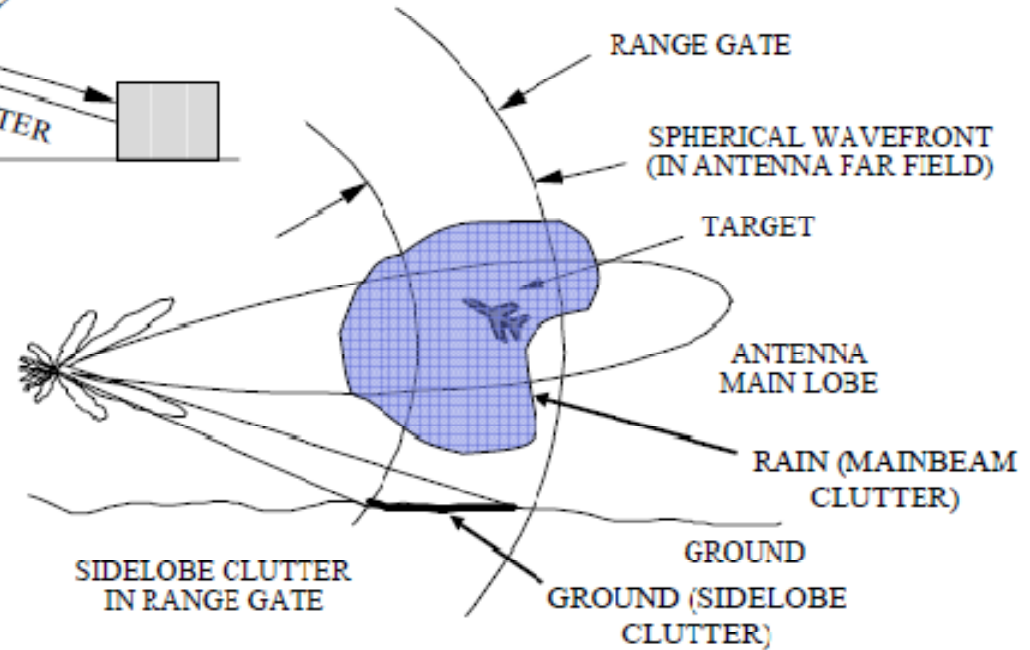 RANGE GATE
SPHERICAL WAVEFRONT
(IN ANTENNA FAR FIELD)
TER
TARGET
ANTENNA
MAIN LOBE
RAIN (MAINBEAM
CLUTTER)
GROUND
SIDELOBE CLUTTER
IN RANGE GATE
GROUND (SIDELOBE
CLUTTER)